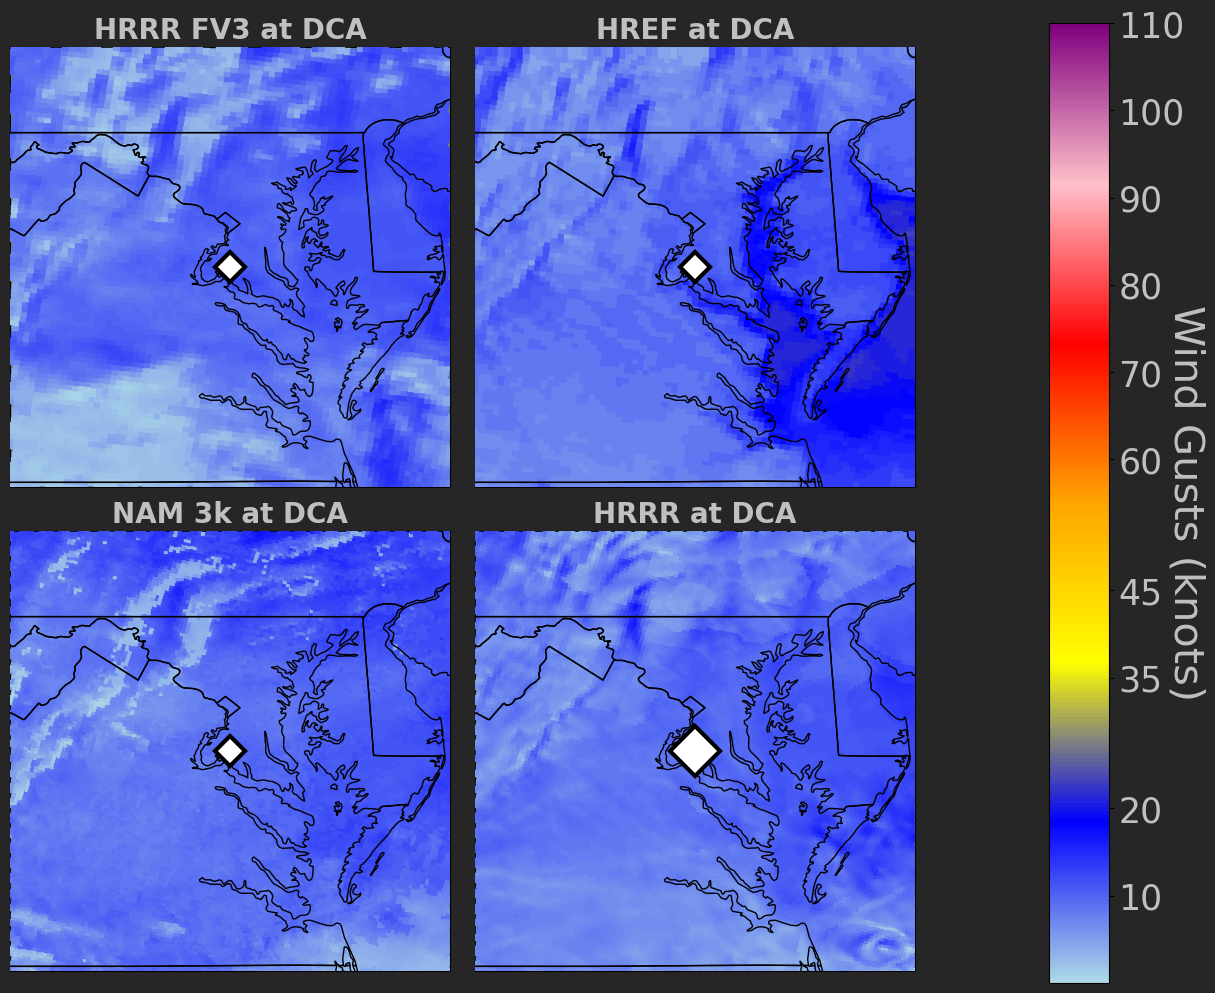 HRRR FV3 at DCA
HREF at DCA
NAM 3k at DCA
HRRR at DCA
110
100
90
80
70
60
45
35
20
10
Wind Gusts (knots)